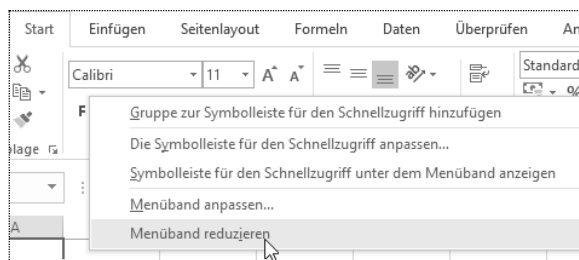 Start Einfügen Seitenlayout Formeln Daten Überprüfen
Calibri 11 A A Standard
F Gruppe zur Symbolleiste für den Schnellzugriff hinzufügen
Die Symbolleiste für den Schnellzugriff anpassen...
lage Symbolleiste für den Schnellzugriff unter dem Menüband anzeigen
Menüband anpassen...
A Menüband reduzieren